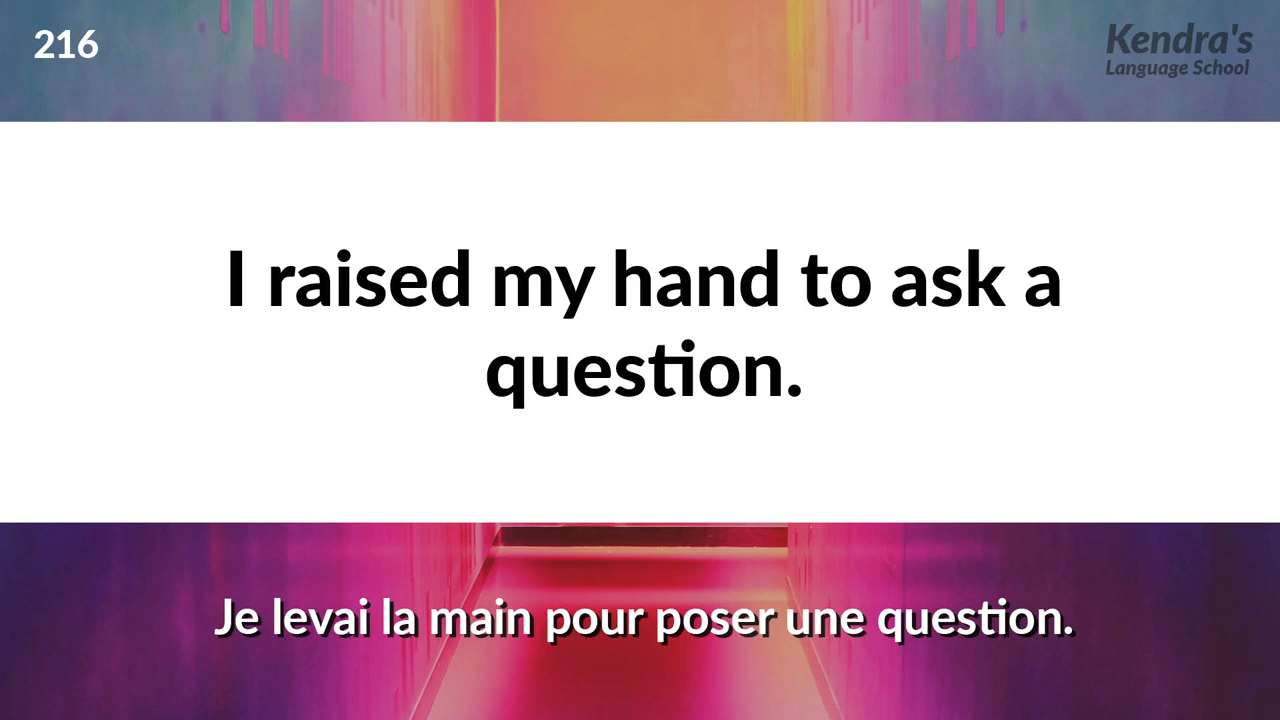 216
Kendra's
Language School
I raised my hand to ask a
question.
Je levai la main pour poser une question.